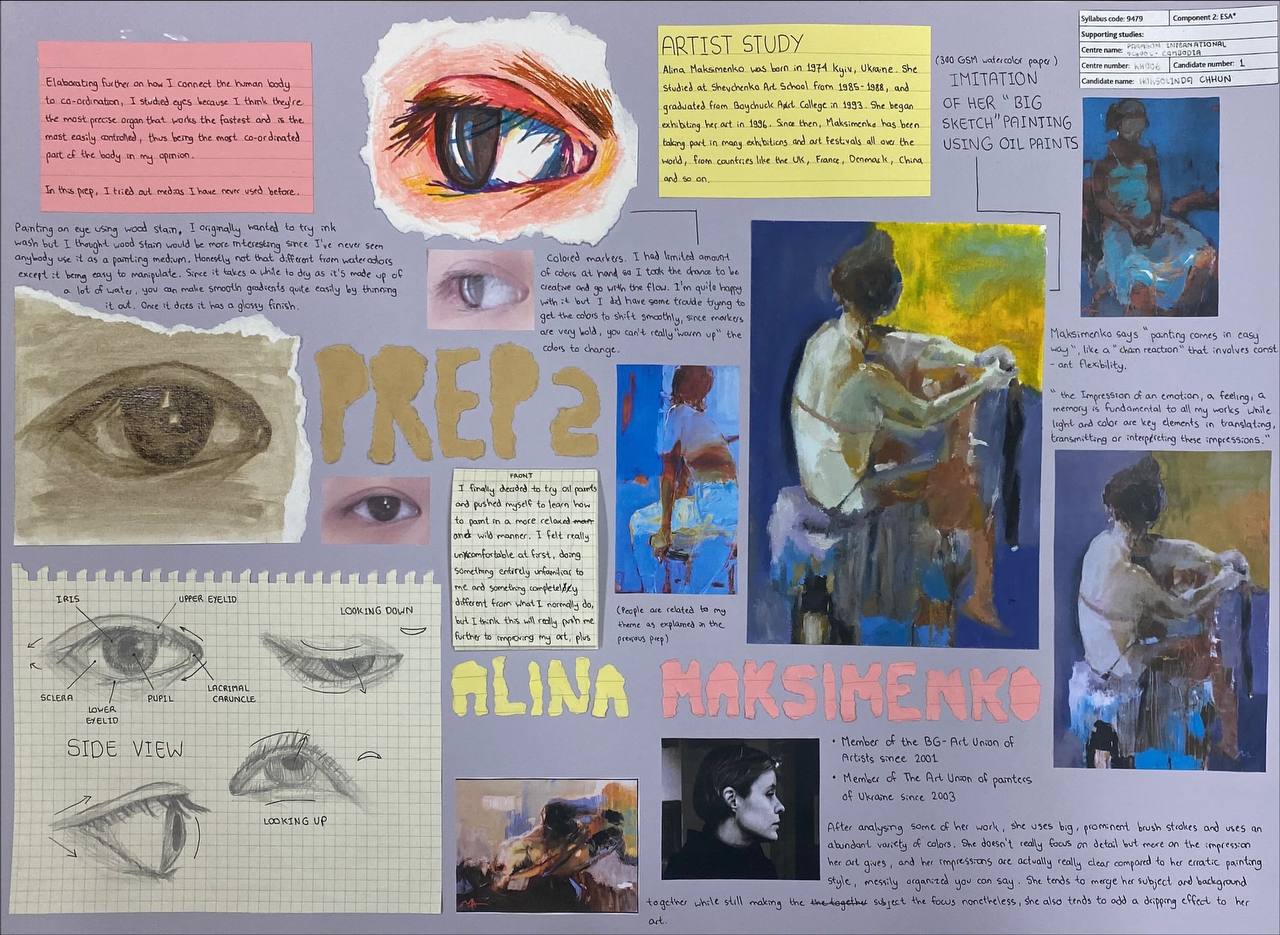 Elaborating further on how I connect the human body
to co-ordination, I studied eyes because I think they're
the most precise organ that works the fastest and is the
most easily controlled, thus being the most co-ordinated
part of the body in my opinion.
In this prep, I tried out medias I have never used before.
ARTIST STUDY
Alina Maksimenko was born in 1974 Kyiv, Ukraine. She
studied at Shevchenko Art School from 1985-1988, and
graduated from Boychuck Art College in 1993. She began
exhibiting her art in 1996. Since then, Maksimenko has been
taking part in many exhibitions and art festivals all over the
world, from countries like the UK, France, Denmark, China
and so on.
(300 GSM watercolor paper)
IMITATION
OF HER "BIG
SKETCH" PAINTING
USING OIL PAINTS
Syllabus code: 9479
Component 2: ESA*
Supporting studies:
Centre name: PARAGON INTERNATIONAL
SCHOOL - CAMBODIA
Centre number:
Candidate number: 1
Candidate name: CHHUN
Painting an eye using wood stain, I originally wanted to try ink
wash but I thought wood stain would be more interesting since I've never seen
anybody use it as a painting medium. Honestly not that different from watercolors
except it being easy to manipulate. Since it takes a while to dry as it's made up of
a lot of water, you can make smooth gradients quite easily by thinning
it out. Once it dries it has a glossy finish.
Colored markers. I had limited amount
of colors at hand so I took the chance to be
creative and go with the flow. I'm quite happy
with it but I did have some trouble trying to
get the colors to shift smoothly, since markers
are very bold, you can't really "warm up" the
colors to change.
PREP 2
Maksimenko says "painting comes in easy
way", like a "chain reaction" that involves const
- ant flexibility.
"the Impression of an emotion, a feeling, a
memory is fundamental to all my works while
light and color are key elements in translating,
transmitting or interpreting these impressions."
FRONT
I finally decided to try oil paints
and pushed myself to learn how
to paint in a more relaxed
and wild manner. I felt really
uncomfortable at first, doing
something entirely unfamiliar to
me and something completely
different from what I normally do,
but I think this will really push me
further to improving my art, plus
(People are related to my
theme as explained in the
previous prep)
IRIS
UPPER EYELID
LOOKING DOWN
SCLERA
LOWER
EYELID
PUPIL
LACRIMAL
CARUNCLE
SIDE VIEW
LOOKING UP
ALINA MAKSIMENKO
• Member of the BG-Art Union of
Artists since 2001
• Member of The Art Union of painters
of Ukraine since 2003
After analysing some of her work, she uses big, prominent brush strokes and uses an
abundant variety of colors. She doesn't really focus on detail but more on the impression
her art gives, and her impressions are actually really clear compared to her erratic painting
style, messily organized you can say. She tends to merge her subject and background
together while still making the the togethe subject the focus nonetheless, she also tends to add a dripping effect to her
art.